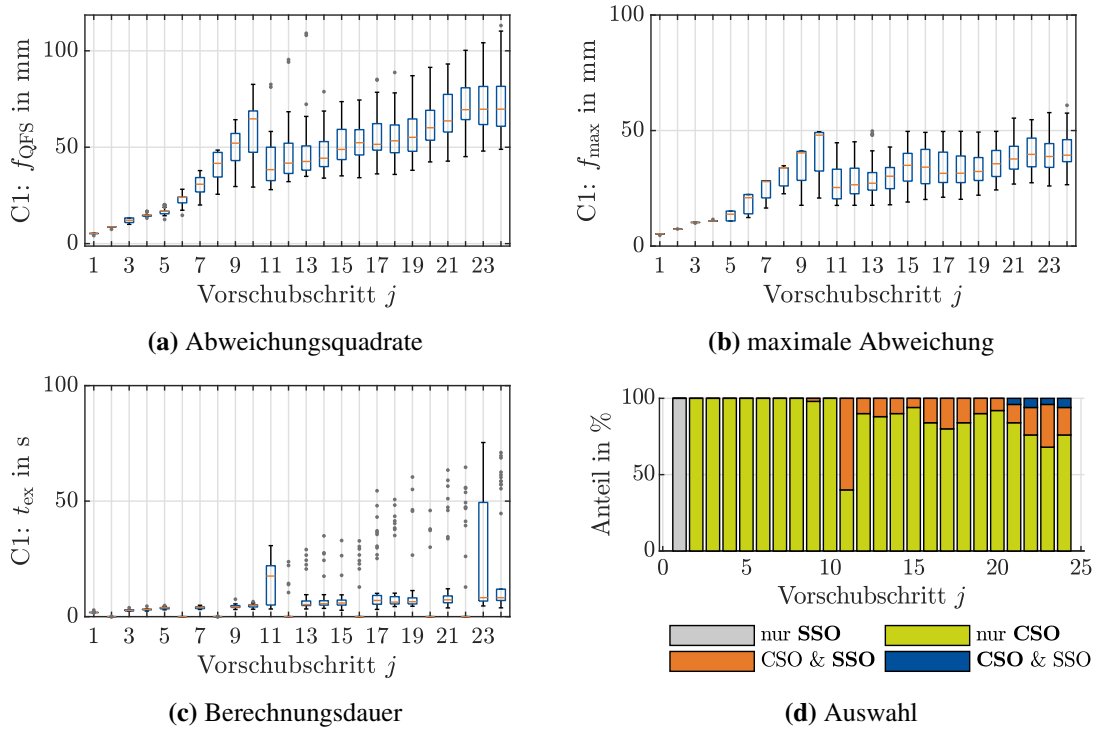 100
50
0
C1: f_QFS in mm
1 3 5 7 9 11 13 15 17 19 21 23
Vorschubschritt j
(a) Abweichungsquadrate
100
50
0
C1: f_max in mm
1 3 5 7 9 11 13 15 17 19 21 23
Vorschubschritt j
(b) maximale Abweichung
100
50
0
C1: t_ex in s
1 3 5 7 9 11 13 15 17 19 21 23
Vorschubschritt j
(c) Berechnungsdauer
100
50
0
Anteil in %
0 5 10 15 20 25
Vorschubschritt j
nur SSO
nur CSO
CSO & SSO
CSO & SSO
(d) Auswahl